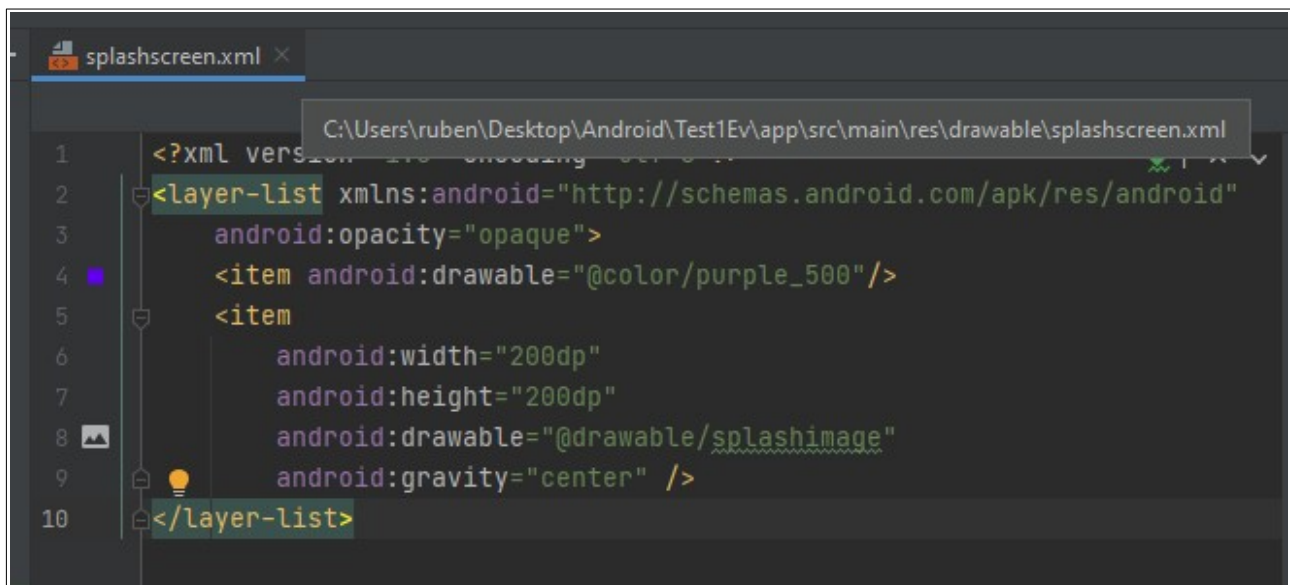 splashscreen.xml
C:\Users\ruben\Desktop\Android\Test1Ev\app\src\main\res\drawable\splashscreen.xml
1 <?xml vers
2 <layer-list xmlns:android="http://schemas.android.com/apk/res/android"
3 android:opacity="opaque">
4 <item android:drawable="@color/purple_500"/>
5 <item
6 android:width="200dp"
7 android:height="200dp"
8 android:drawable="@drawable/splashimage"
9 android:gravity="center" />
10 </layer-list>